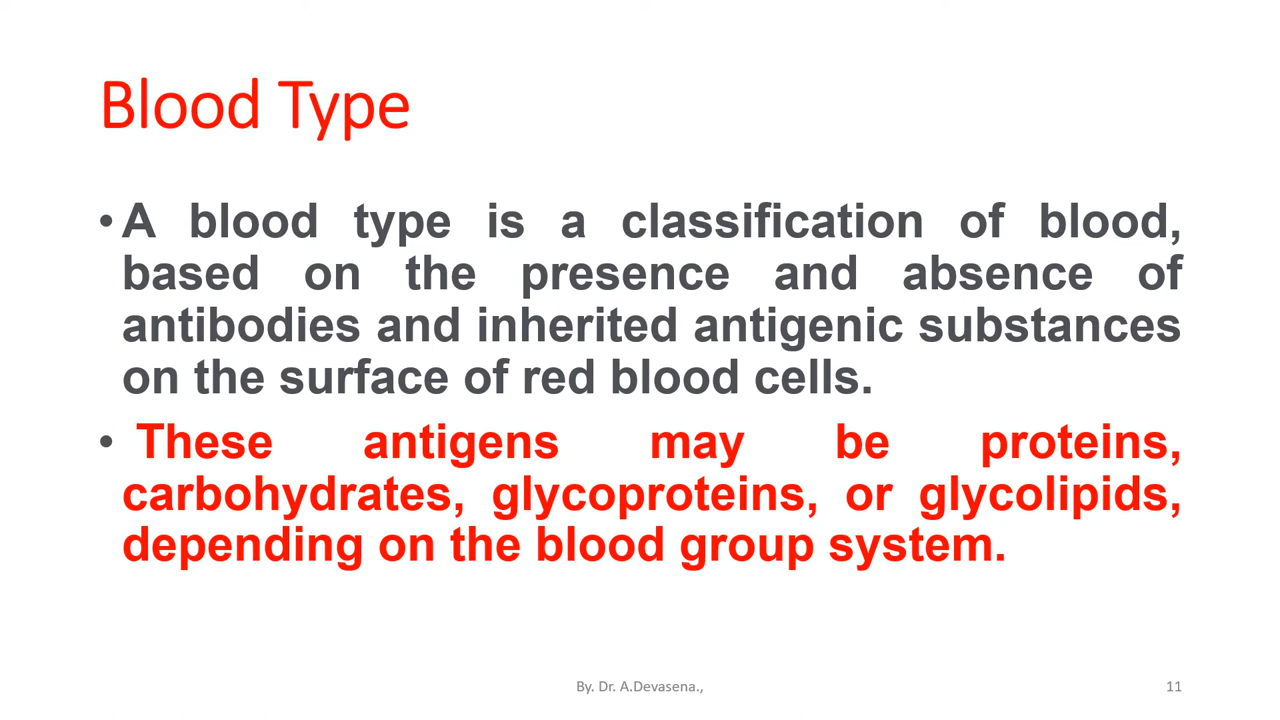 Blood Type
• A blood type is a classification of blood,
based on the presence and absence of
antibodies and inherited antigenic substances
on the surface of red blood cells.
• These antigens may be proteins,
carbohydrates, glycoproteins, or glycolipids,
depending on the blood group system.
By. Dr. A.Devasena.,
11